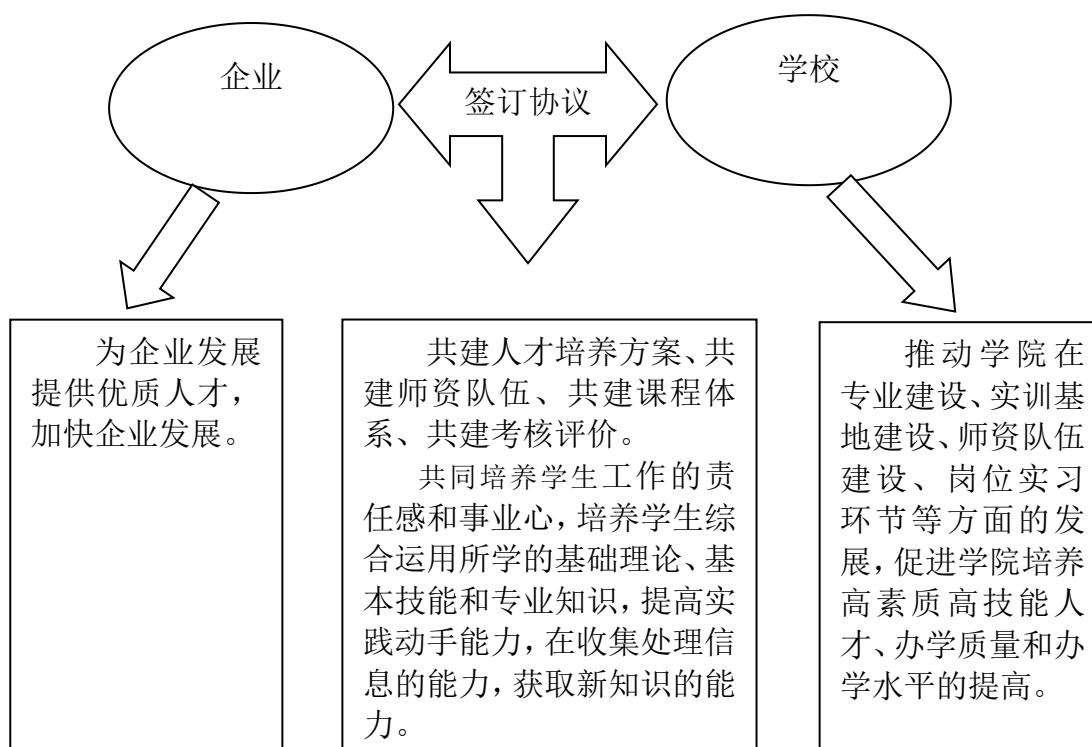 企业
签订协议
学校
为企业发展
提供优质人才，
加快企业发展。
共建人才培养方案、共
建师资队伍、共建课程体
系、共建考核评价。
共同培养学生工作的责
任感和事业心，培养学生综
合运用所学的基础理论、基
本技能和专业知识，提高实
践动手能力，在收集处理信
息的能力，获取新知识的能
力。
推动学院在
专业建设、实训基
地建设、师资队伍
建设、岗位实习
环节等方面的发
展，促进学院培养
高素质高技能人
才、办学质量和办
学水平的提高。